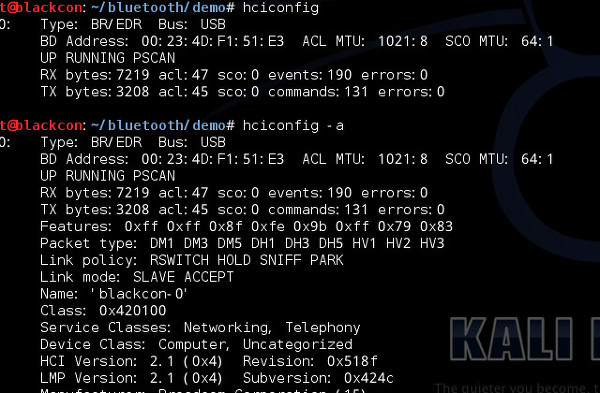 t@blackcon:~/bluetooth/demo# hciconfig
0: Type: BR/EDR Bus: USB
BD Address: 00:23:4D:F1:51:E3 ACL MTU: 1021:8 SCO MTU: 64:1
UP RUNNING PSCAN
RX bytes:7219 acl:47 sco:0 events:190 errors:0
TX bytes:3208 acl:45 sco:0 commands:131 errors:0
t@blackcon:~/bluetooth/demo# hciconfig -a
0: Type: BR/EDR Bus: USB
BD Address: 00:23:4D:F1:51:E3 ACL MTU: 1021:8 SCO MTU: 64:1
UP RUNNING PSCAN
RX bytes:7219 acl:47 sco:0 events:190 errors:0
TX bytes:3208 acl:45 sco:0 commands:131 errors:0
Features: 0xff 0xff 0x8f 0xfe 0x9b 0xff 0x79 0x83
Packet type: DM1 DM3 DM5 DH1 DH3 DH5 HV1 HV2 HV3
Link policy: RSWITCH HOLD SNIFF PARK
Link mode: SLAVE ACCEPT
Name: 'blackcon-0'
Class: 0x420100
Service Classes: Networking, Telephony
Device Class: Computer, Uncategorized
HCI Version: 2.1 (0x4) Revision: 0x518f
LMP Version: 2.1 (0x4) Subversion: 0x424c
Manufacturer: Broadcom Corporation (15)
KALI
The quieter you become, t